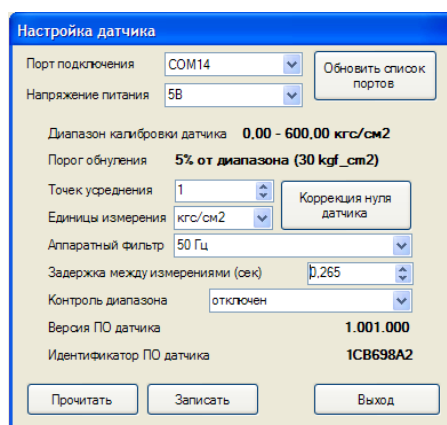 Настройка датчика
Порт подключения COM14 Обновить список портов
Напряжение питания 5В
Диапазон калибровки датчика 0,00 - 600,00 кгс/см2
Порог обнуления 5% от диапазона (30 kgf_cm2)
Точек усреднения 1 Коррекция нуля датчика
Единицы измерения кгс/см2
Аппаратный фильтр 50 Гц
Задержка между измерениями (сек) 0,265
Контроль диапазона отключен
Версия ПО датчика 1.001.000
Идентификатор ПО датчика 1CB698A2
Прочитать Записать Выход